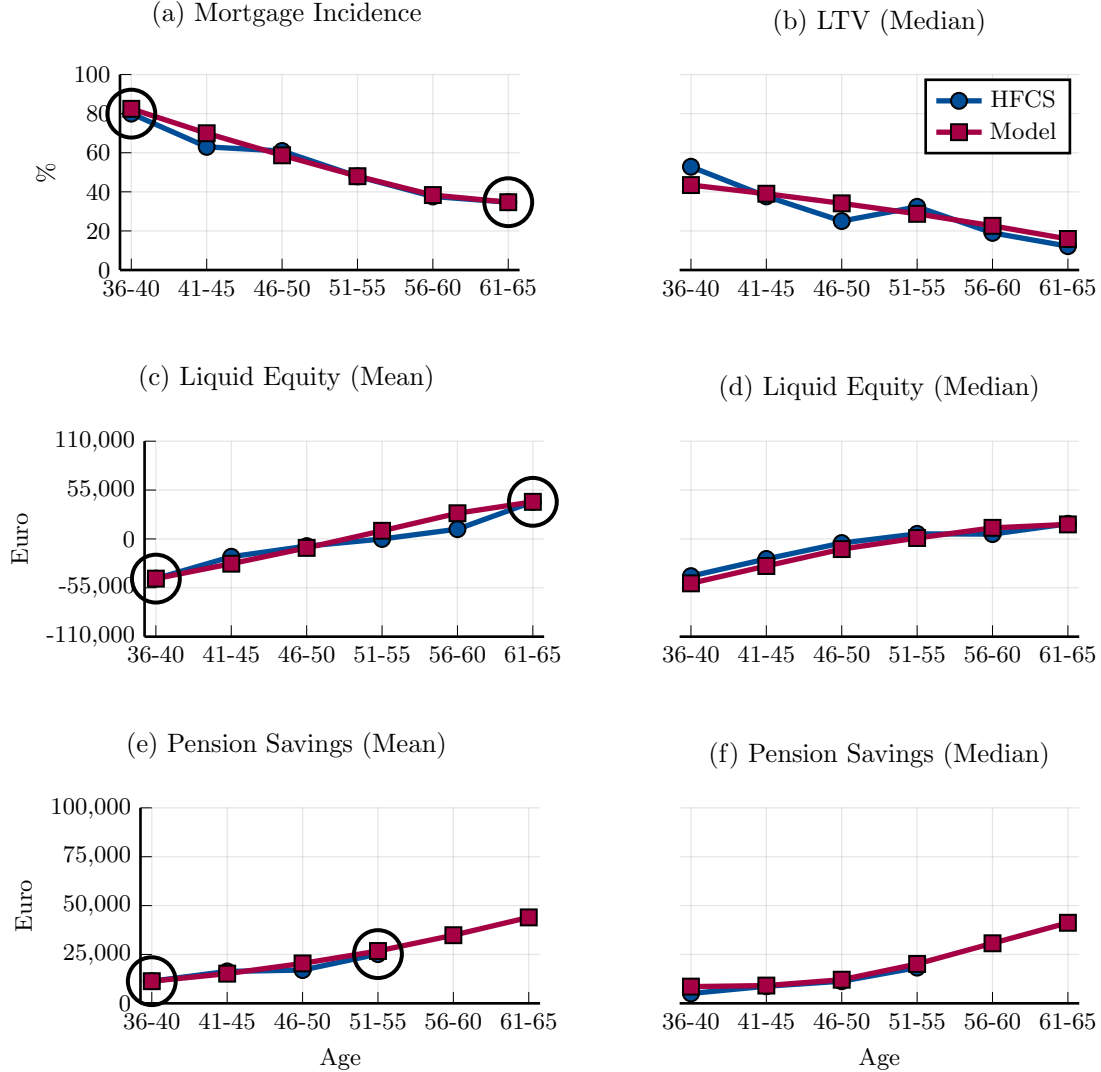 (a) Mortgage Incidence
100
80
60
40
20
0
%
36-40 41-45 46-50 51-55 56-60 61-65
(b) LTV (Median)
HFCS
Model
36-40 41-45 46-50 51-55 56-60 61-65
(c) Liquid Equity (Mean)
110,000
55,000
0
-55,000
-110,000
Euro
36-40 41-45 46-50 51-55 56-60 61-65
(d) Liquid Equity (Median)
36-40 41-45 46-50 51-55 56-60 61-65
(e) Pension Savings (Mean)
100,000
75,000
50,000
25,000
0
Euro
36-40 41-45 46-50 51-55 56-60 61-65
Age
(f) Pension Savings (Median)
36-40 41-45 46-50 51-55 56-60 61-65
Age